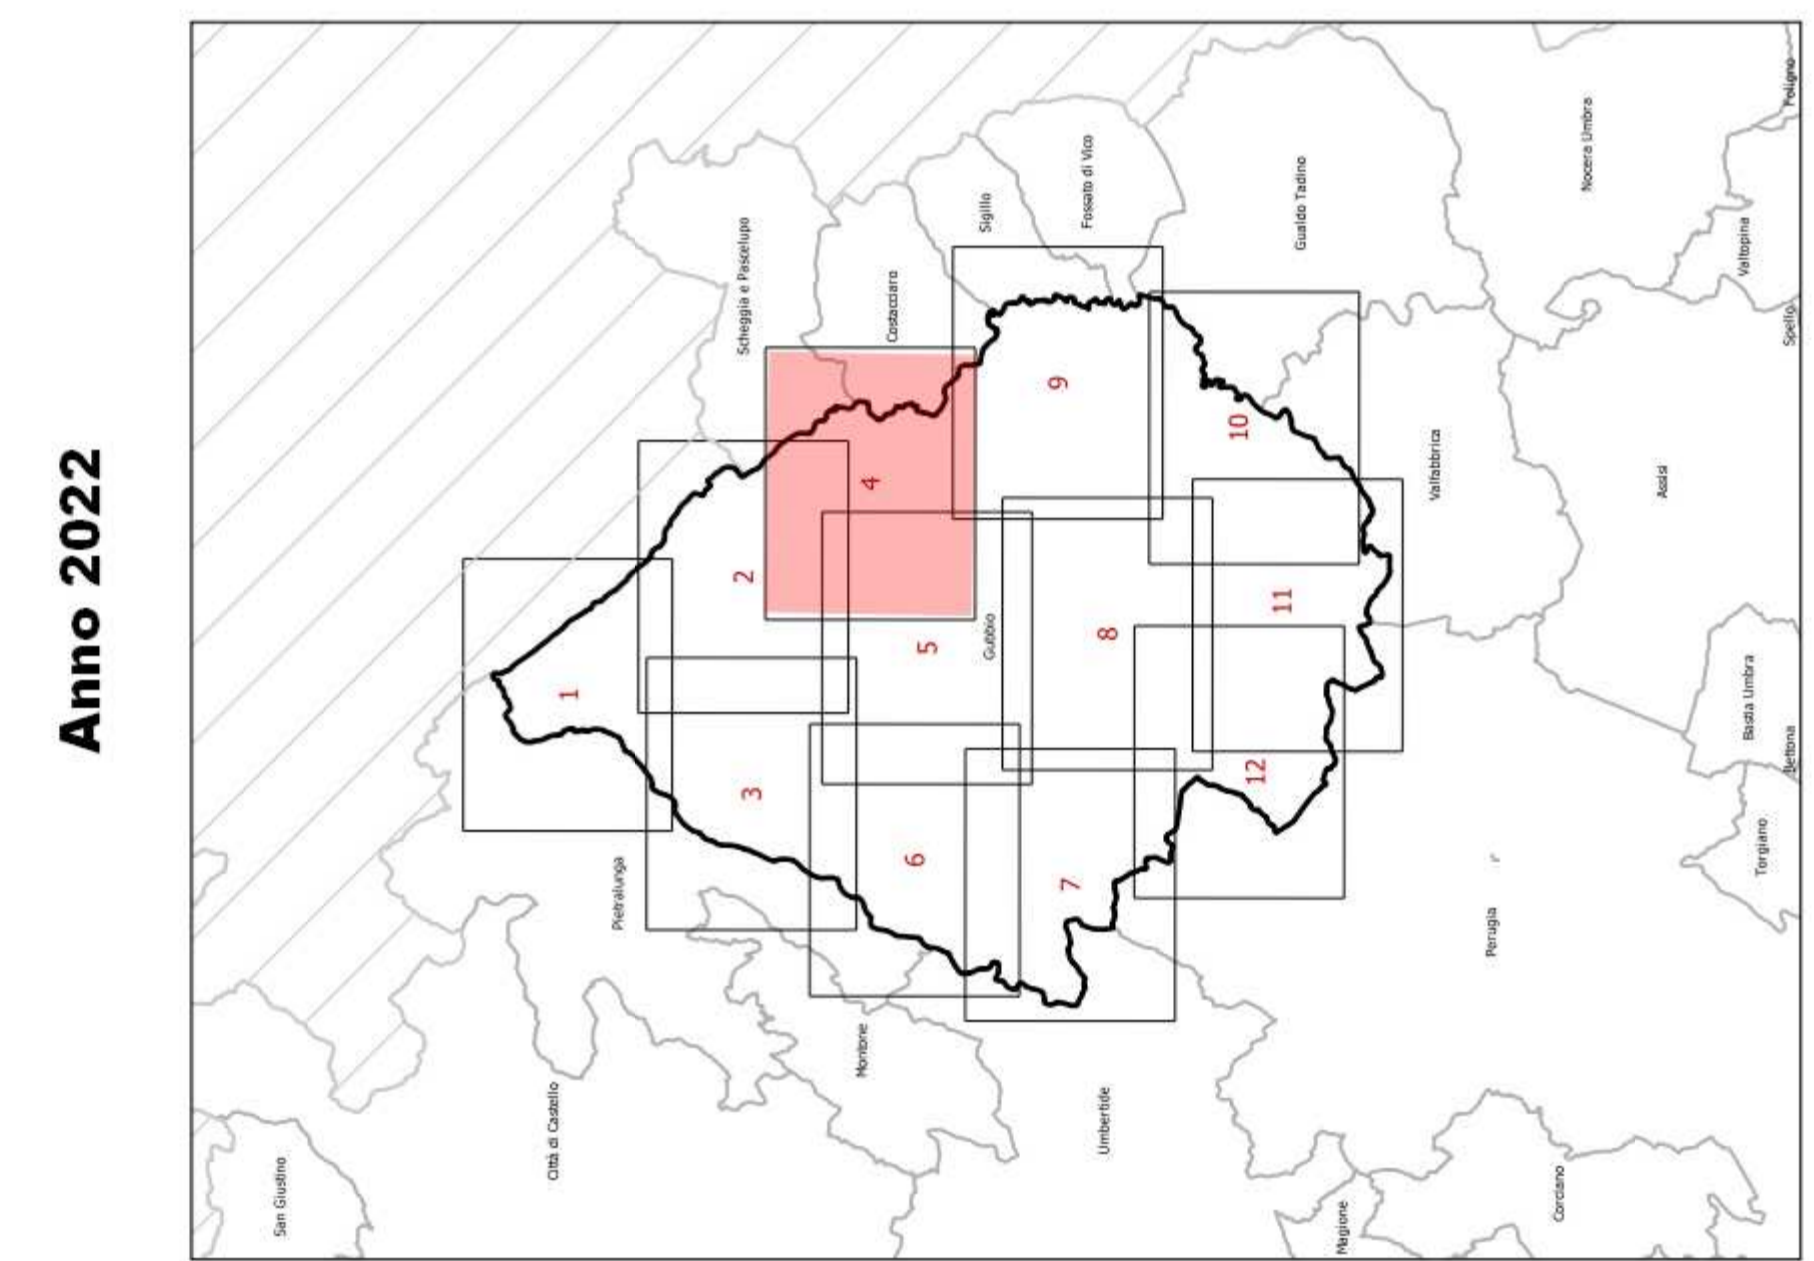 Anno 2022
San Giustino
Città di Castello
Pietralunga
Montone
Umbertide
Scheggia e Pascelupo
Costacciaro
Sigillo
Fossato di Vico
Gualdo Tadino
Nocera Umbra
Foligno
Valtopina
Spello
Valfabbrica
Assisi
Gubbio
Bastia Umbra
Bettona
Torgiano
Perugia
Corciano
Magione
1
2
3
4
5
6
7
8
9
10
11
12